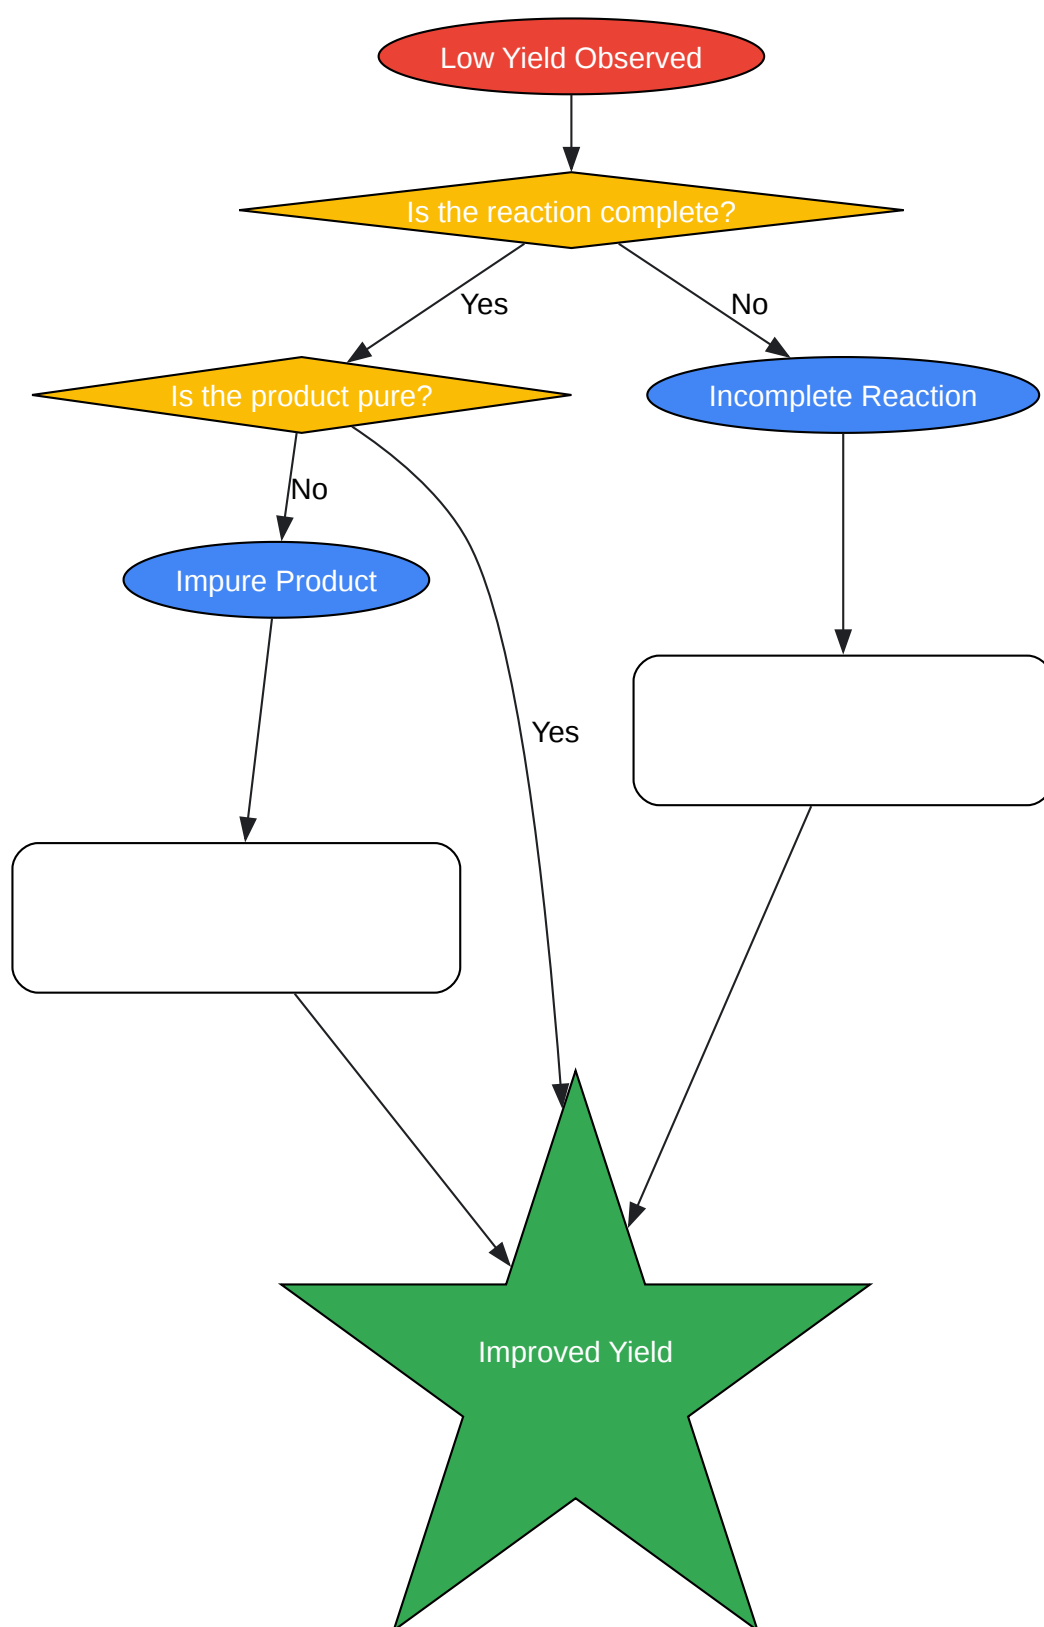 Low Yield Observed
Is the reaction complete?
Yes
No
Is the product pure?
Incomplete Reaction
No
Impure Product
Yes
Improved Yield